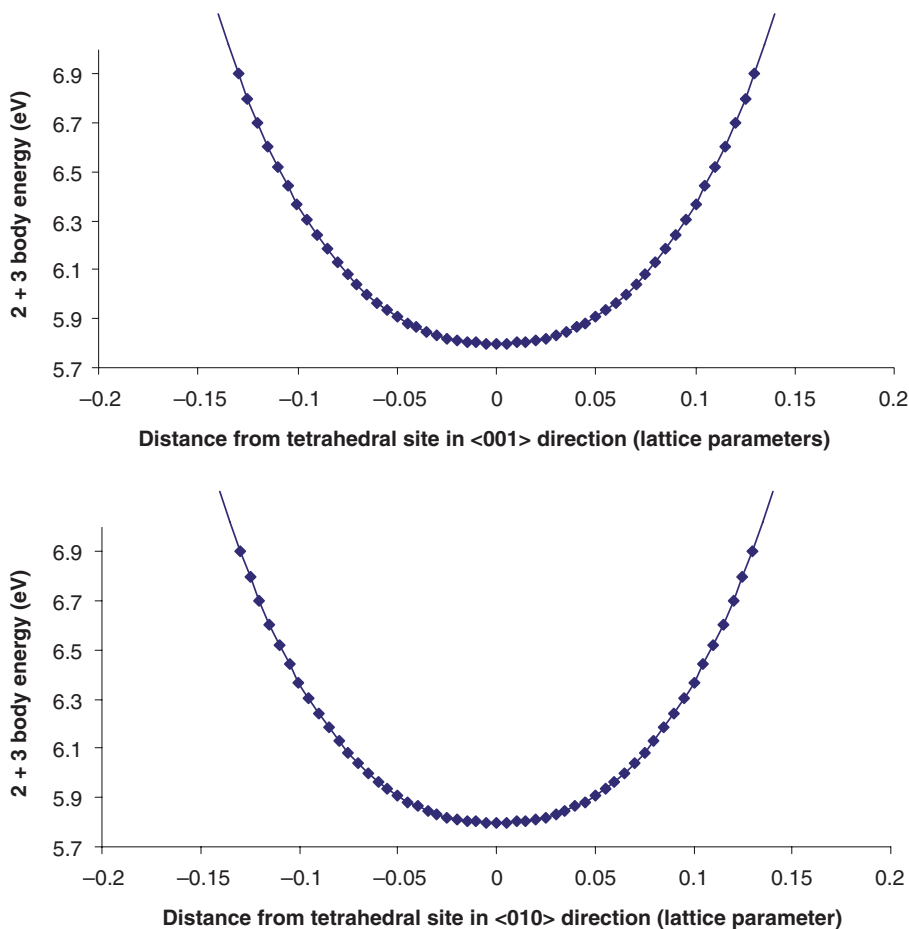 2 + 3 body energy (eV)
6.9
6.7
6.5
6.3
6.1
5.9
5.7
−0.2 −0.15 −0.1 −0.05 0 0.05 0.1 0.15 0.2
Distance from tetrahedral site in <001> direction (lattice parameters)
2 + 3 body energy (eV)
6.9
6.7
6.5
6.3
6.1
5.9
5.7
−0.2 −0.15 −0.1 −0.05 0 0.05 0.1 0.15 0.2
Distance from tetrahedral site in <010> direction (lattice parameter)